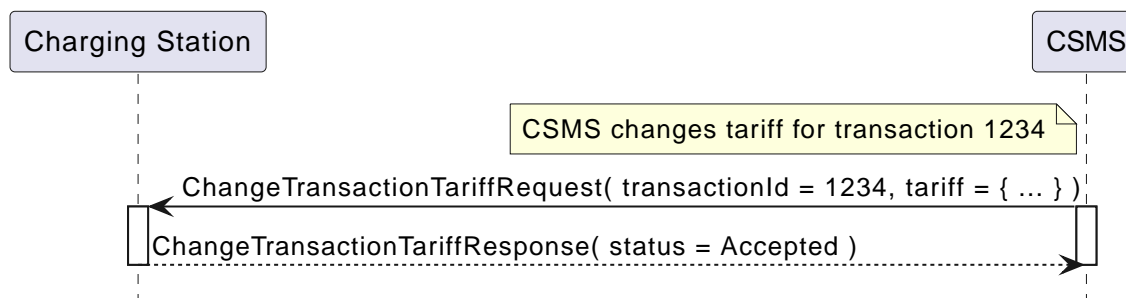 Charging Station
CSMS
CSMS changes tariff for transaction 1234
ChangeTransactionTariffRequest( transactionId = 1234, tariff = { ... } )
ChangeTransactionTariffResponse( status = Accepted )